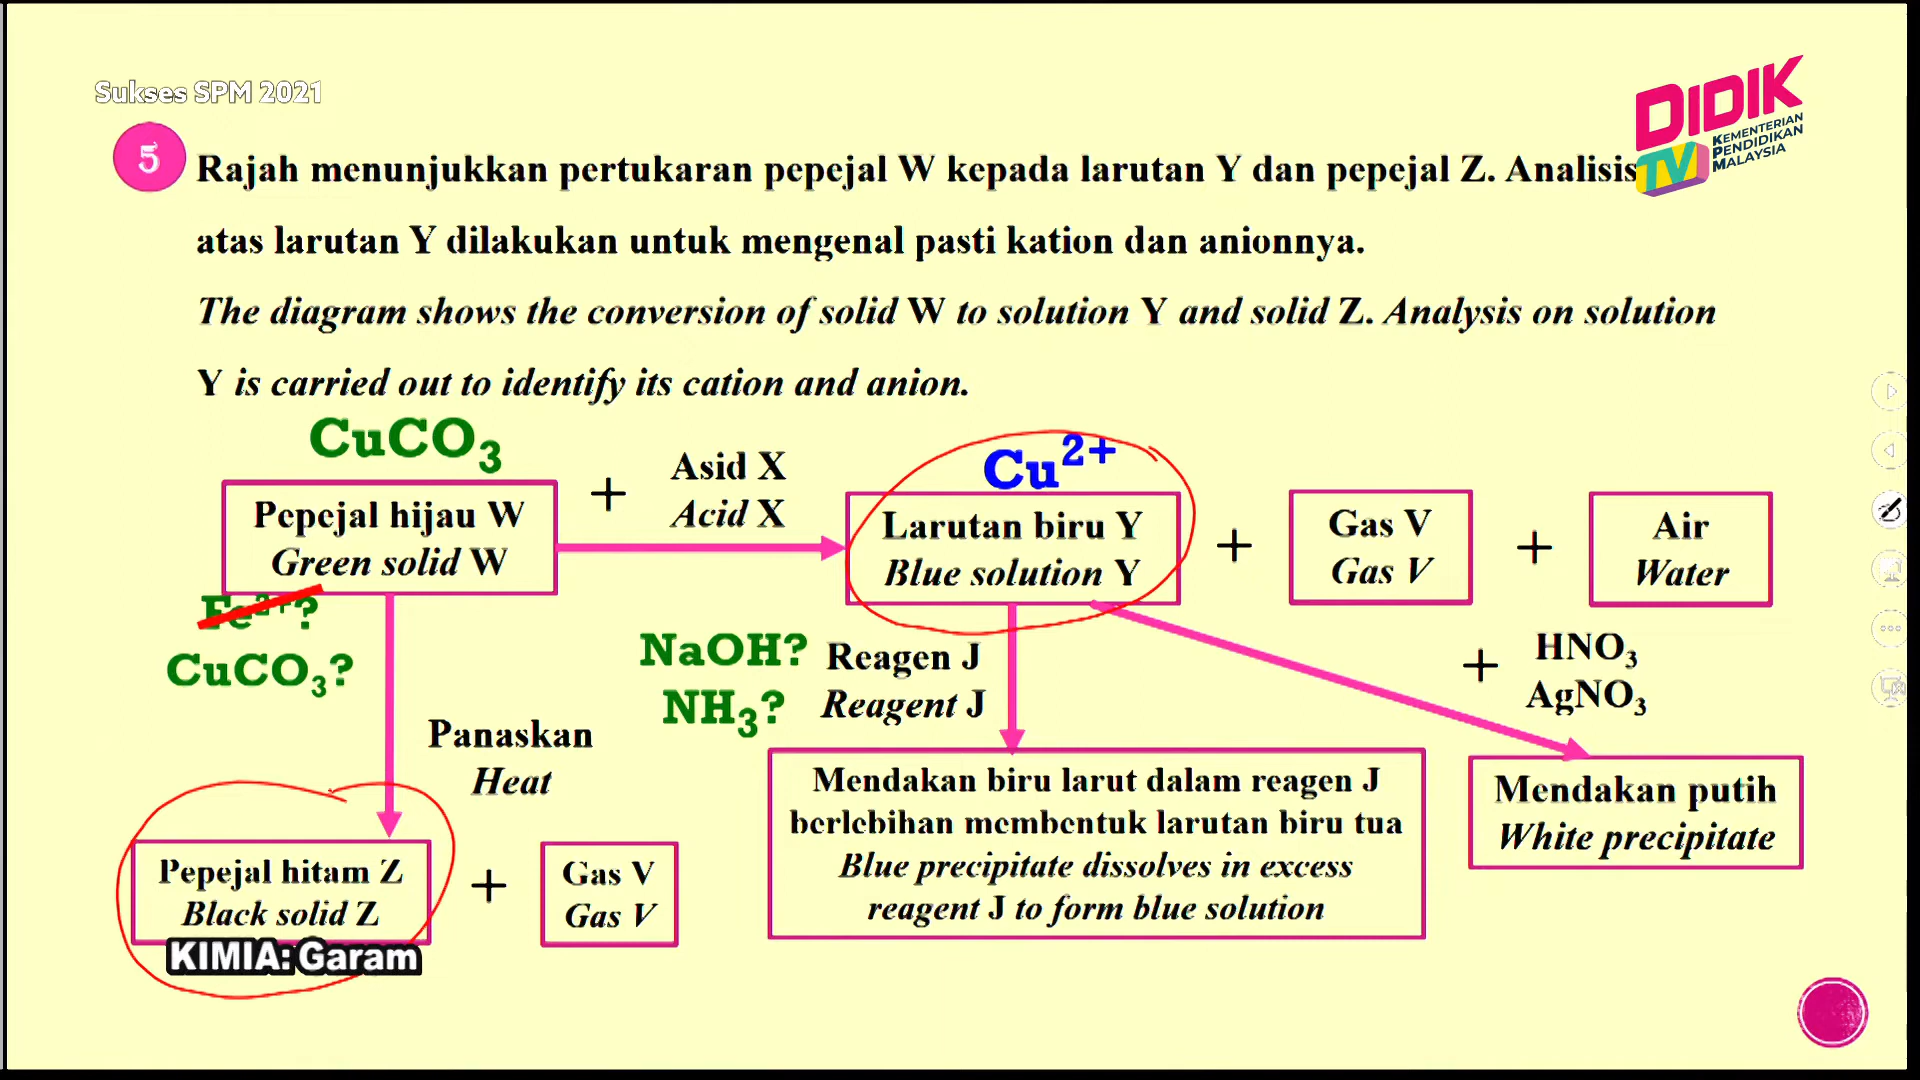 Sukses SPM 2021
DIDIK
TV
KEMENTERIAN
PENDIDIKAN
MALAYSIA
5
Rajah menunjukkan pertukaran pepejal W kepada larutan Y dan pepejal Z. Analisis
atas larutan Y dilakukan untuk mengenal pasti kation dan anionnya.
The diagram shows the conversion of solid W to solution Y and solid Z. Analysis on solution
Y is carried out to identify its cation and anion.
CuCO₃
Pepejal hijau W
Green solid W
+
Asid X
Acid X
Cu²⁺
Larutan biru Y
Blue solution Y
+
Gas V
Gas V
+
Air
Water
Fe²⁺?
CuCO₃?
Panaskan
Heat
NaOH?
NH₃?
Reagen J
Reagent J
+
HNO₃
AgNO₃
Pepejal hitam Z
Black solid Z
+
Gas V
Gas V
Mendakan biru larut dalam reagen J
berlebihan membentuk larutan biru tua
Blue precipitate dissolves in excess
reagent J to form blue solution
Mendakan putih
White precipitate
KIMIA: Garam